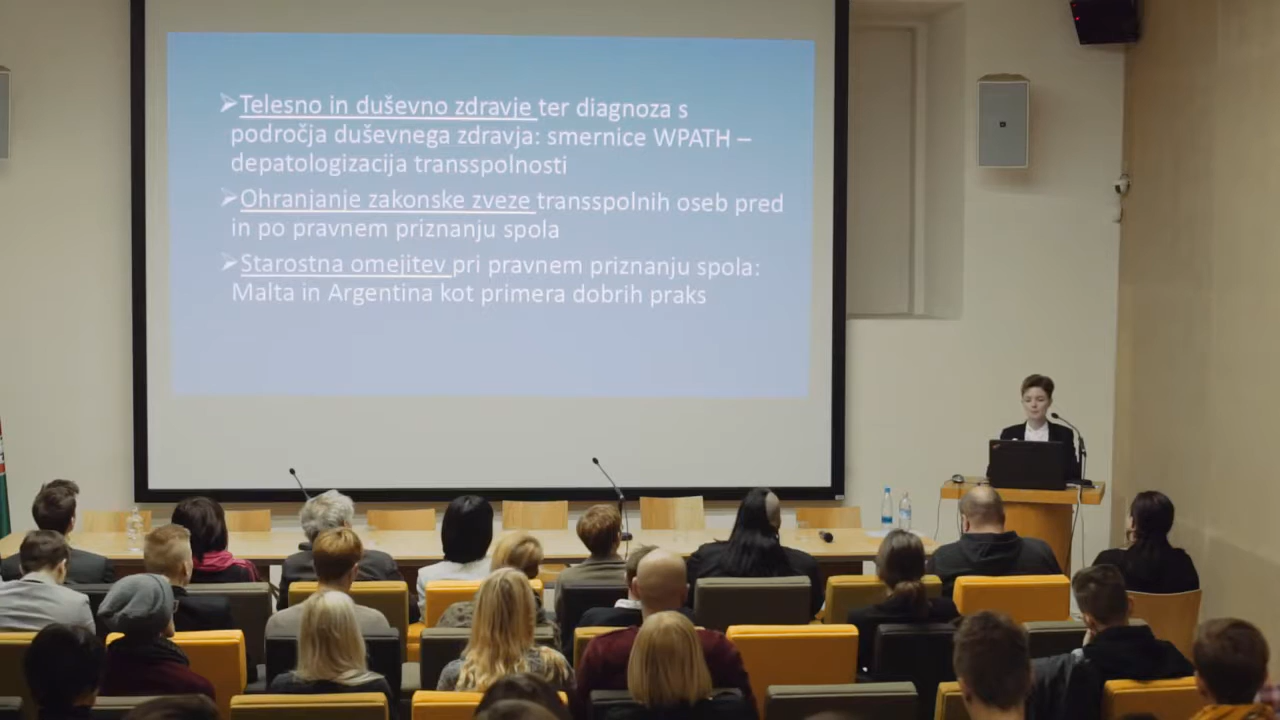 ➢Telesno in duševno zdravje ter diagnoza s
področja duševnega zdravja: smernice WPATH –
depatologizacija transspolnosti
➢Ohranjanje zakonske zveze transspolnih oseb pred
in po pravnem priznanju spola
➢Starostna omejitev pri pravnem priznanju spola:
Malta in Argentina kot primera dobrih praks